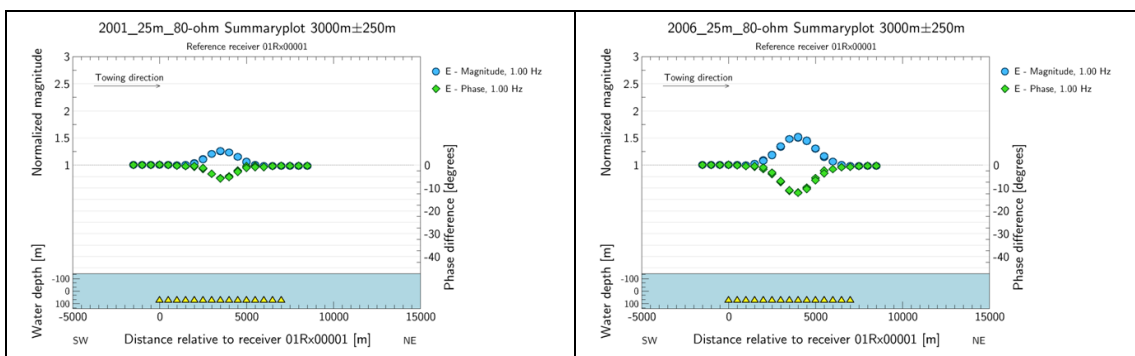 2001_25m_80-ohm Summaryplot 3000m±250m
Reference receiver 01Rx00001
Normalized magnitude
3
2.5
2
1.5
1
Towing direction
E - Magnitude, 1.00 Hz
E - Phase, 1.00 Hz
0
-10
-20
-30
-40
Phase difference [degrees]
Water depth [m]
-100
0
100
-5000
0
5000
10000
15000
SW
Distance relative to receiver 01Rx00001 [m]
NE
2006_25m_80-ohm Summaryplot 3000m±250m
Reference receiver 01Rx00001
Normalized magnitude
3
2.5
2
1.5
1
Towing direction
E - Magnitude, 1.00 Hz
E - Phase, 1.00 Hz
0
-10
-20
-30
-40
Phase difference [degrees]
Water depth [m]
-100
0
100
-5000
0
5000
10000
15000
SW
Distance relative to receiver 01Rx00001 [m]
NE